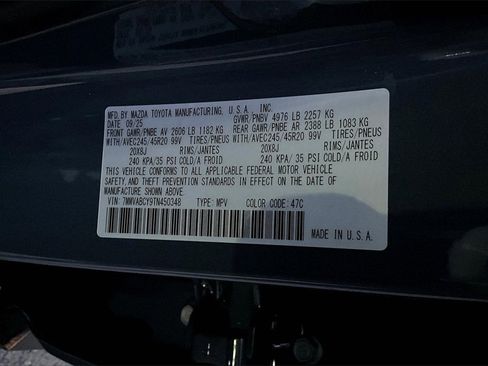 MFD. BY MAZDA TOYOTA MANUFACTURING, U.S.A., INC.
DATE 09/25 GVWR/PNBV 4976 LB 2257 KG
FRONT GAWR/PNBE AV 2606 LB 1182 KG REAR GAWR/PNBE AR 2388 LB 1083 KG
WITH/AVEC245/45R20 99V TIRES/PNEUS WITH/AVEC245/45R20 99V TIRES/PNEUS
20X8J RIMS/JANTES 20X8J RIMS/JANTES
240 KPA/35 PSI COLD/A FROID 240 KPA/ 35 PSI COLD/A FROID
THIS VEHICLE CONFORMS TO ALL APPLICABLE FEDERAL MOTOR VEHICLE
SAFETY AND THEFT PREVENTION STANDARDS IN EFFECT ON THE DATE OF
MANUFACTURE SHOWN ABOVE.
VIN: 7MMVABCY9TN450348 TYPE: MPV COLOR CODE: 47C
MADE IN U.S.A.